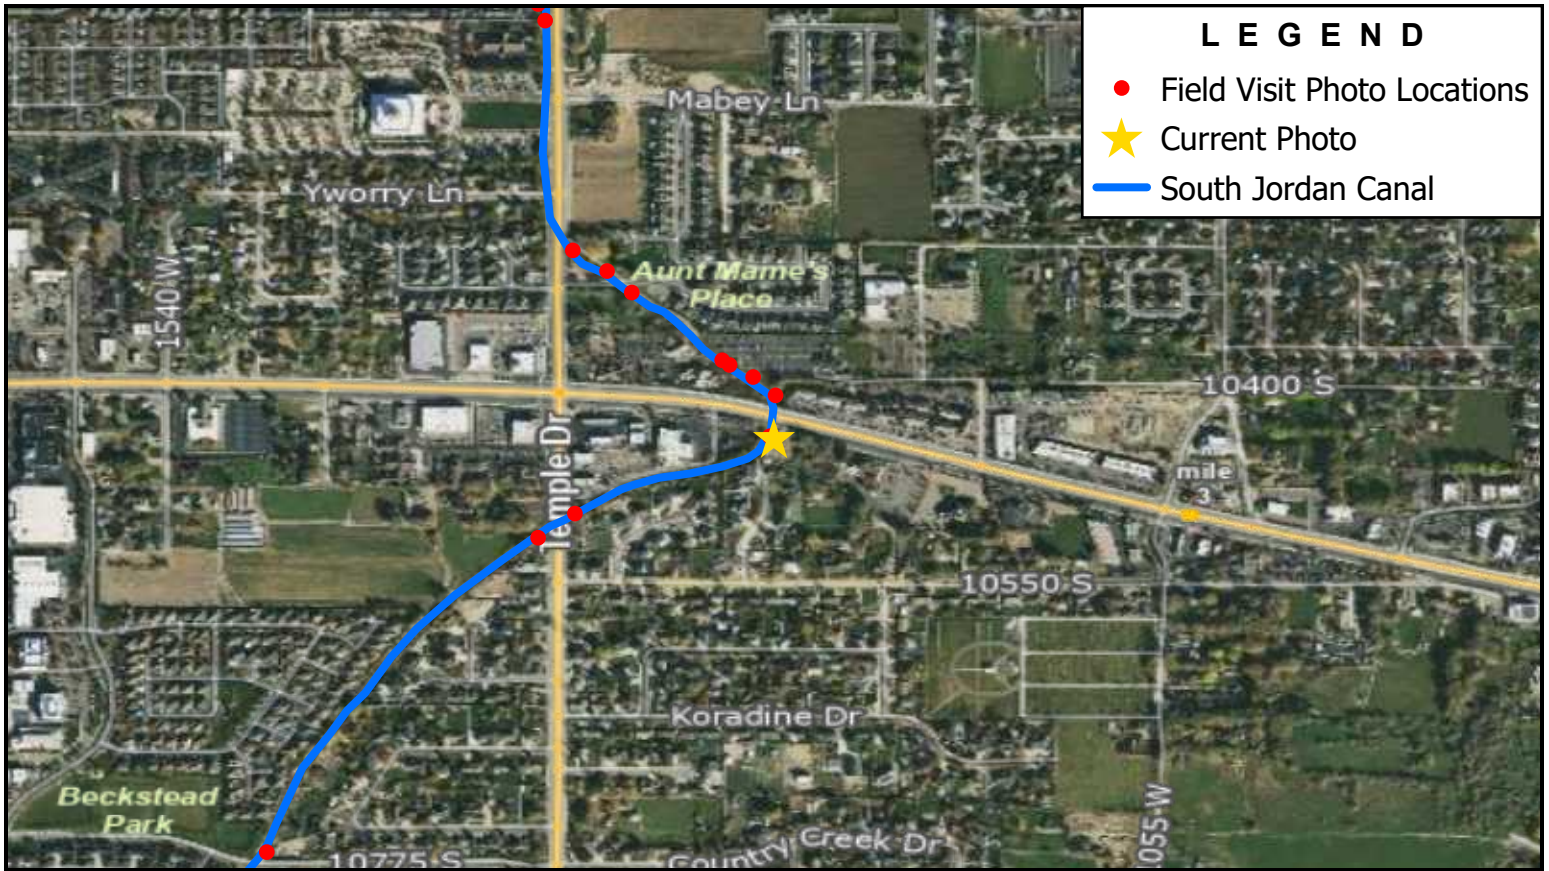 L E G E N D
Field Visit Photo Locations
Current Photo
South Jordan Canal
Mabey Ln
Yworry Ln
Aunt Mame's
Place
1540 W
10400 S
Temple Dr
mile
3
10550 S
Koradine Dr
Beckstead
Park
1055 W
Country Creek Dr
10775 S